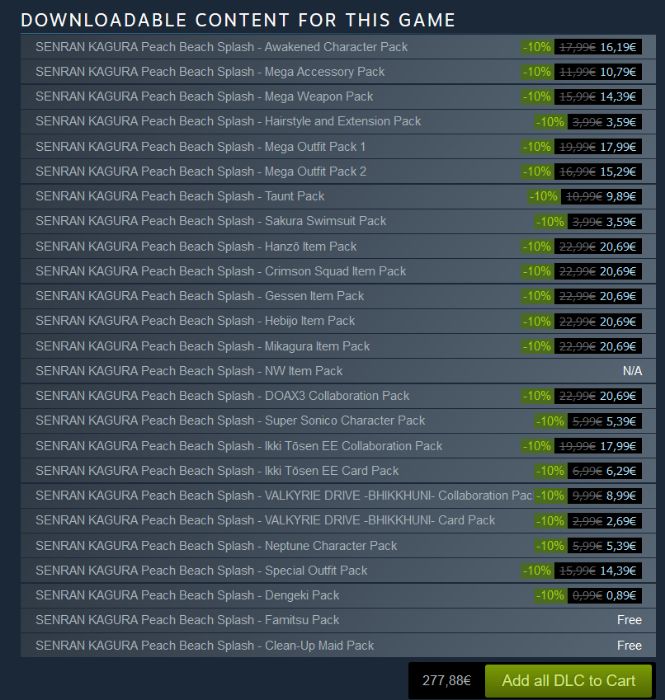 DOWNLOADABLE CONTENT FOR THIS GAME
SENRAN KAGURA Peach Beach Splash - Awakened Character Pack -10% 17,99€ 16,19€
SENRAN KAGURA Peach Beach Splash - Mega Accessory Pack -10% 11,99€ 10,79€
SENRAN KAGURA Peach Beach Splash - Mega Weapon Pack -10% 15,99€ 14,39€
SENRAN KAGURA Peach Beach Splash - Hairstyle and Extension Pack -10% 3,99€ 3,59€
SENRAN KAGURA Peach Beach Splash - Mega Outfit Pack 1 -10% 19,99€ 17,99€
SENRAN KAGURA Peach Beach Splash - Mega Outfit Pack 2 -10% 16,99€ 15,29€
SENRAN KAGURA Peach Beach Splash - Taunt Pack -10% 10,99€ 9,89€
SENRAN KAGURA Peach Beach Splash - Sakura Swimsuit Pack -10% 3,99€ 3,59€
SENRAN KAGURA Peach Beach Splash - Hanzō Item Pack -10% 22,99€ 20,69€
SENRAN KAGURA Peach Beach Splash - Crimson Squad Item Pack -10% 22,99€ 20,69€
SENRAN KAGURA Peach Beach Splash - Gessen Item Pack -10% 22,99€ 20,69€
SENRAN KAGURA Peach Beach Splash - Hebijo Item Pack -10% 22,99€ 20,69€
SENRAN KAGURA Peach Beach Splash - Mikagura Item Pack -10% 22,99€ 20,69€
SENRAN KAGURA Peach Beach Splash - NW Item Pack N/A
SENRAN KAGURA Peach Beach Splash - DOAX3 Collaboration Pack -10% 22,99€ 20,69€
SENRAN KAGURA Peach Beach Splash - Super Sonico Character Pack -10% 5,99€ 5,39€
SENRAN KAGURA Peach Beach Splash - Ikki Tōsen EE Collaboration Pack -10% 19,99€ 17,99€
SENRAN KAGURA Peach Beach Splash - Ikki Tōsen EE Card Pack -10% 6,99€ 6,29€
SENRAN KAGURA Peach Beach Splash - VALKYRIE DRIVE -BHIKKHUNI- Collaboration Pac -10% 9,99€ 8,99€
SENRAN KAGURA Peach Beach Splash - VALKYRIE DRIVE -BHIKKHUNI- Card Pack -10% 2,99€ 2,69€
SENRAN KAGURA Peach Beach Splash - Neptune Character Pack -10% 5,99€ 5,39€
SENRAN KAGURA Peach Beach Splash - Special Outfit Pack -10% 15,99€ 14,39€
SENRAN KAGURA Peach Beach Splash - Dengeki Pack -10% 0,99€ 0,89€
SENRAN KAGURA Peach Beach Splash - Famitsu Pack Free
SENRAN KAGURA Peach Beach Splash - Clean-Up Maid Pack Free
277,88€ Add all DLC to Cart